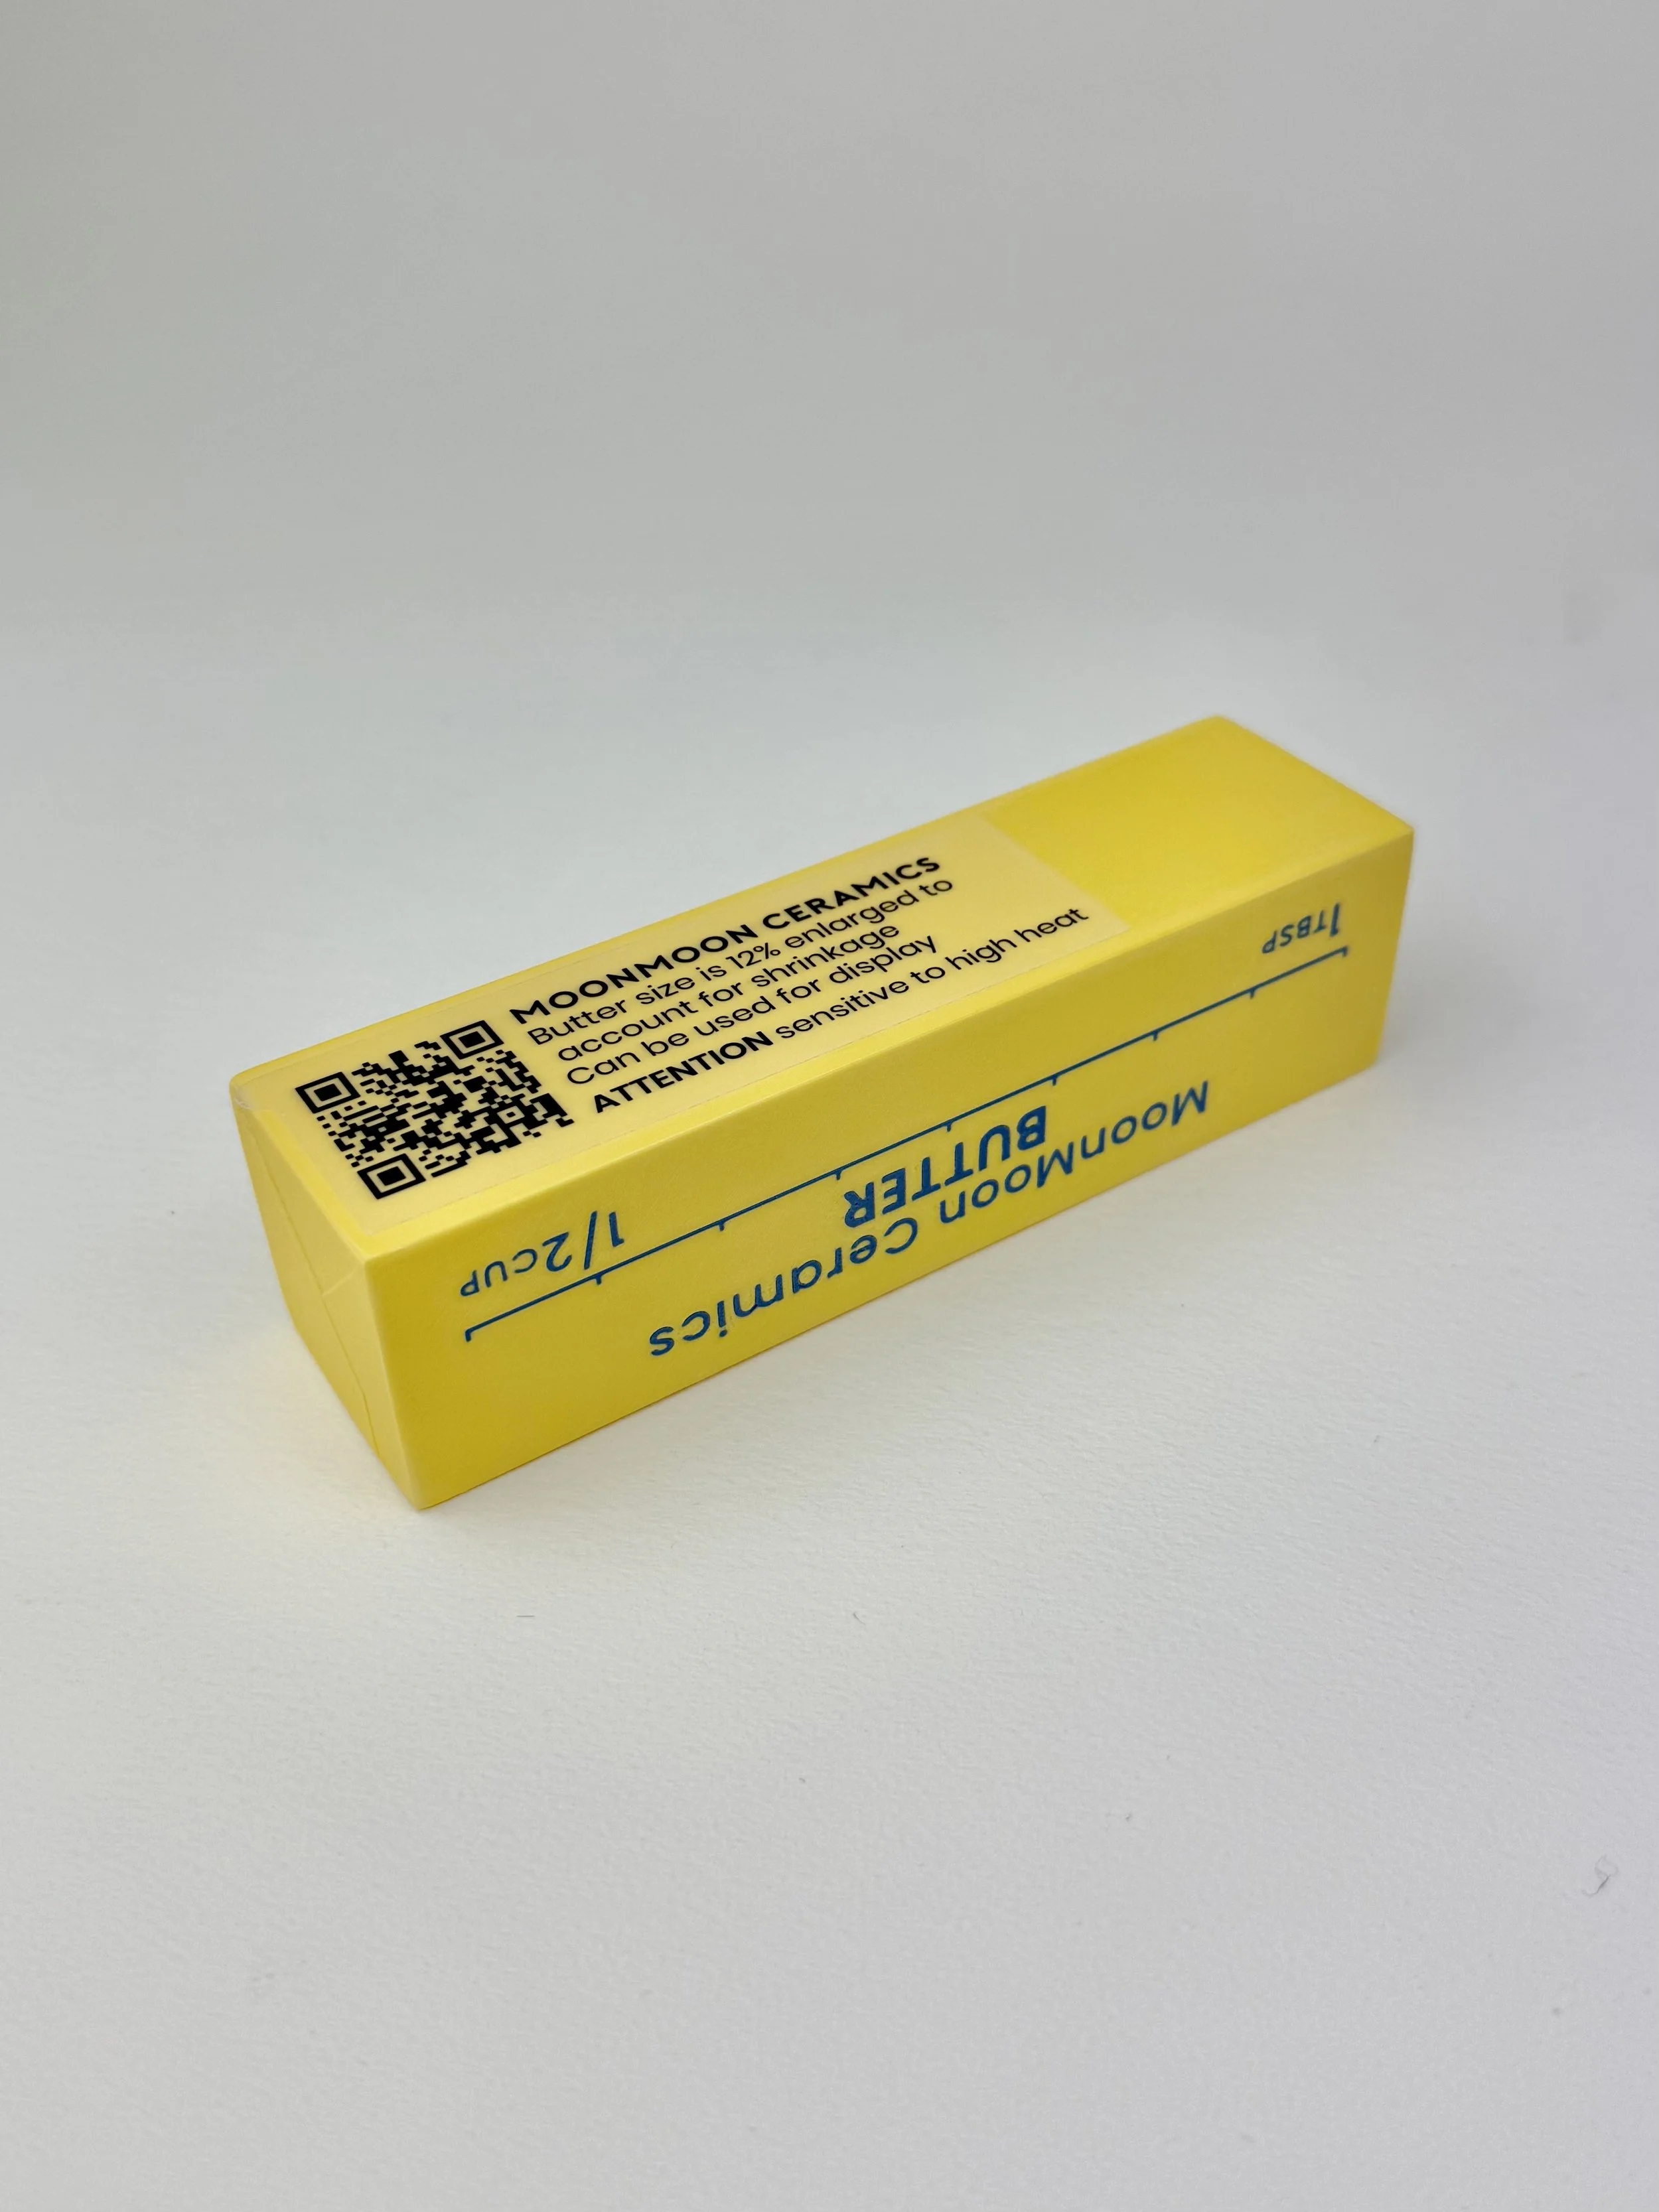 MOONMOON CERAMICS
Butter size is 12% enlarged to
account for shrinkage
Can be used for display
ATTENTION sensitive to high heat
MoonMoon Ceramics
BUTTER
1TBSP
1/2CUP